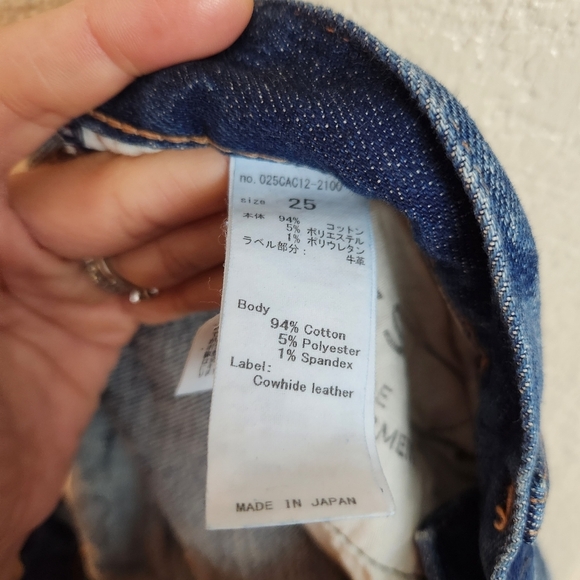 no. 025CAC12-2100
size 25
本体 94% コットン
5% ポリエステル
1% ポリウレタン
ラベル部分: 牛革
Body
94% Cotton
5% Polyester
1% Spandex
Label:
Cowhide leather
MADE IN JAPAN